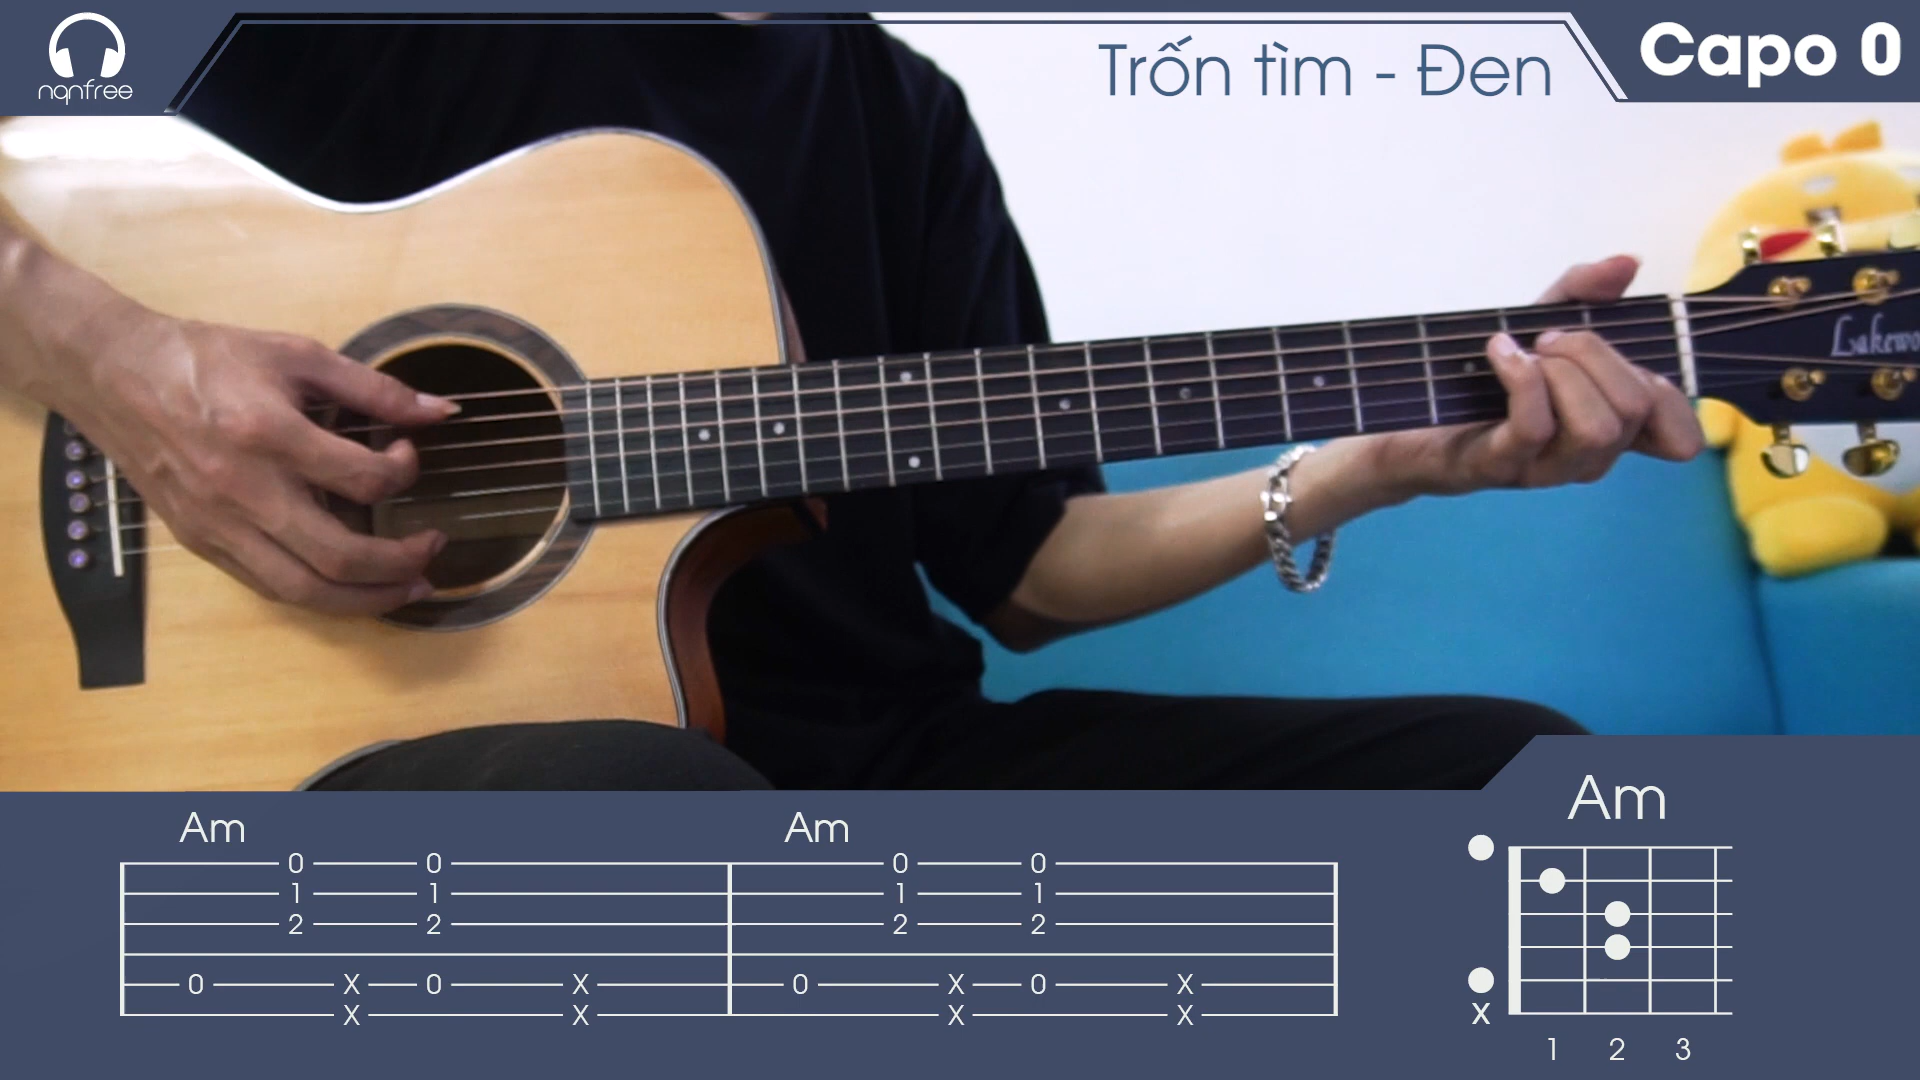 nqnfree
Trốn tìm - Đen
Capo 0
Am
Am
Am
0 0 0 0
1 1 1 1
2 2 2 2
0 X 0 X 0 X 0 X
X X X X
X
1 2 3